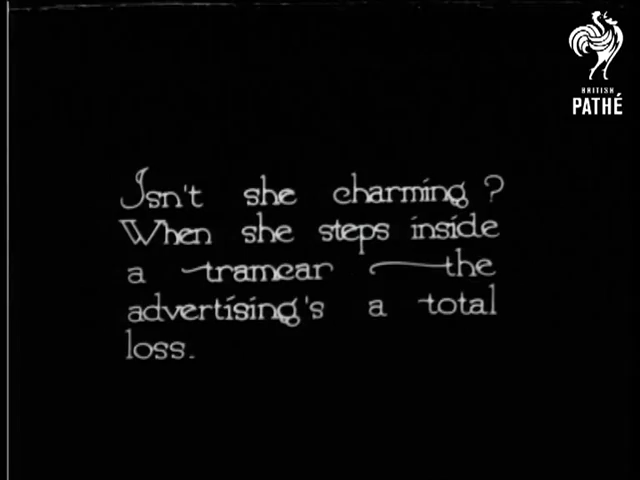 BRITISH
PATHÉ
Isn't she charming?
When she steps inside
a tramcar — the
advertising's a total
loss.